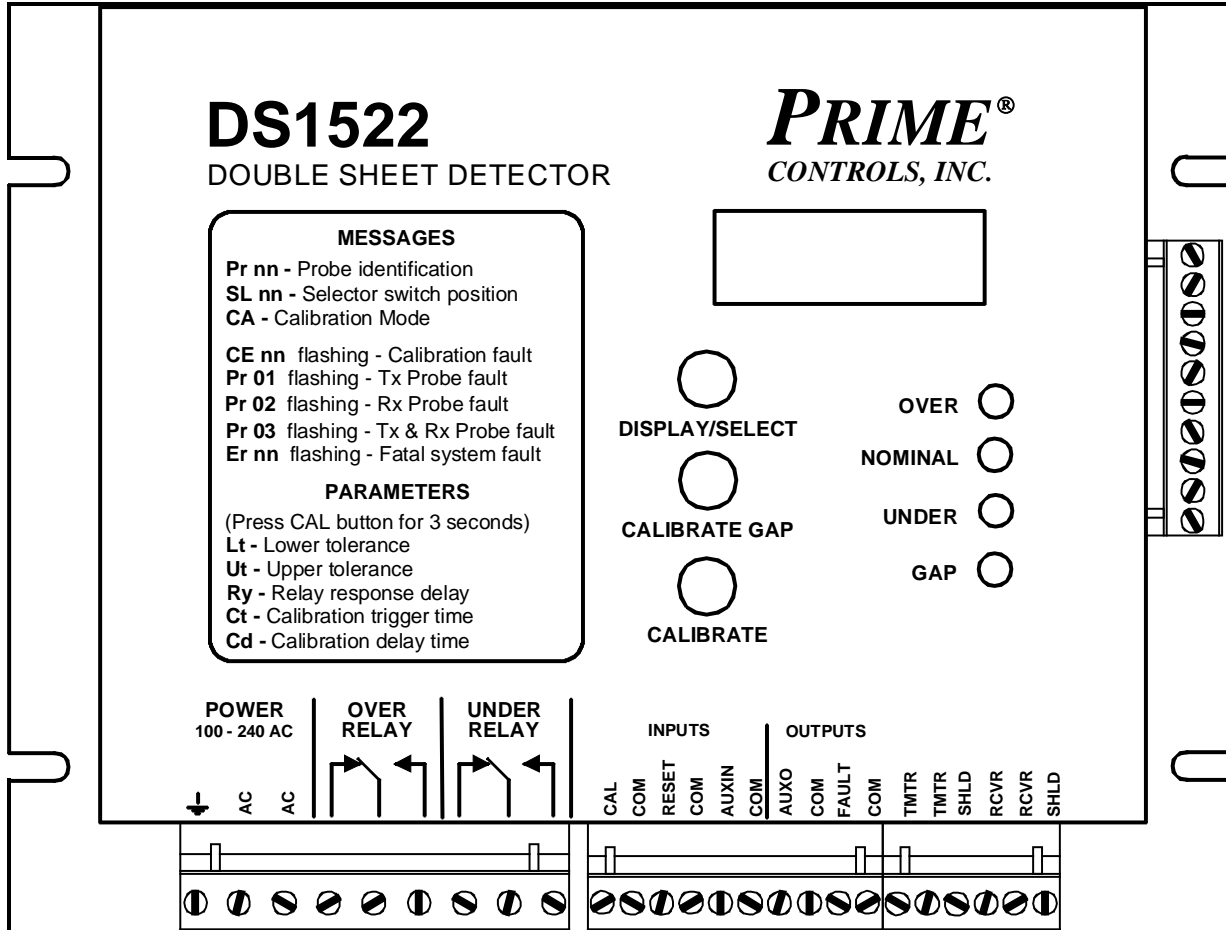 DS1522
DOUBLE SHEET DETECTOR
PRIME®
CONTROLS, INC.
MESSAGES
Pr nn - Probe identification
SL nn - Selector switch position
CA - Calibration Mode
CE nn flashing - Calibration fault
Pr 01 flashing - Tx Probe fault
Pr 02 flashing - Rx Probe fault
Pr 03 flashing - Tx & Rx Probe fault
Er nn flashing - Fatal system fault
PARAMETERS
(Press CAL button for 3 seconds)
Lt - Lower tolerance
Ut - Upper tolerance
Ry - Relay response delay
Ct - Calibration trigger time
Cd - Calibration delay time
DISPLAY/SELECT
CALIBRATE GAP
CALIBRATE
OVER
NOMINAL
UNDER
GAP
POWER
100 - 240 AC
OVER
RELAY
UNDER
RELAY
INPUTS
OUTPUTS
AC
AC
CAL
COM
RESET
COM
AUXIN
COM
AUXO
COM
FAULT
COM
TMTR
TMTR
SHLD
RCVR
RCVR
SHLD